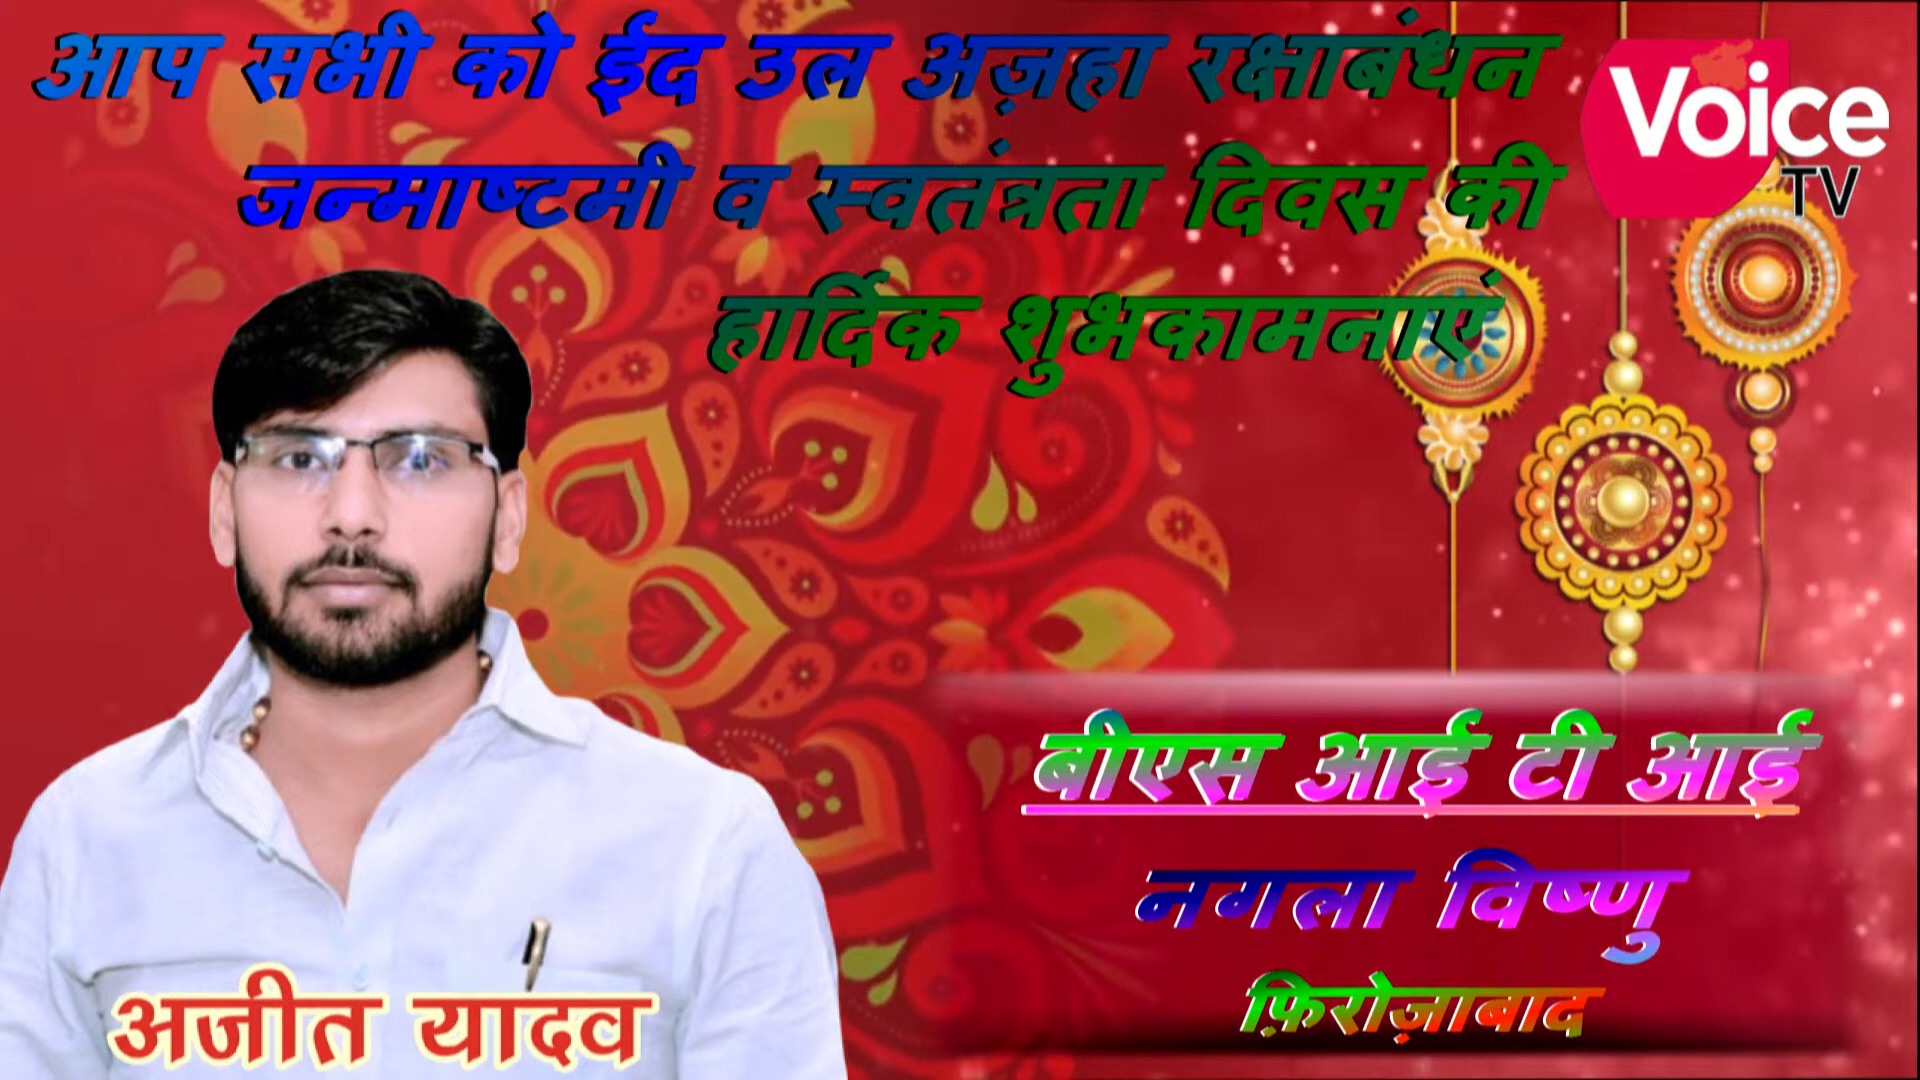 आप सभी को ईद उल अज़हा रक्षाबंधन
जन्माष्टमी व स्वतंत्रता दिवस की
हार्दिक शुभकामनाएं
Voice
TV
बीएस आई टी आई
नगला विष्णु
फ़िरोज़ाबाद
अजीत यादव